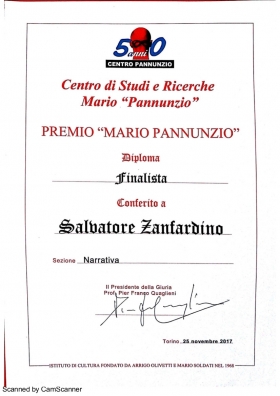 50
anni
CENTRO PANNUNZIO
Centro di Studi e Ricerche
Mario "Pannunzio"
PREMIO "MARIO PANNUNZIO"
Diploma
Finalista
Conferito a
Salvatore Zanfardino
Sezione Narrativa
Il Presidente della Giuria
Prof. Pier Franco Quaglieni
Torino, 25 novembre 2017
ISTITUTO DI CULTURA FONDATO DA ARRIGO OLIVETTI E MARIO SOLDATI NEL 1968
Scanned by CamScanner